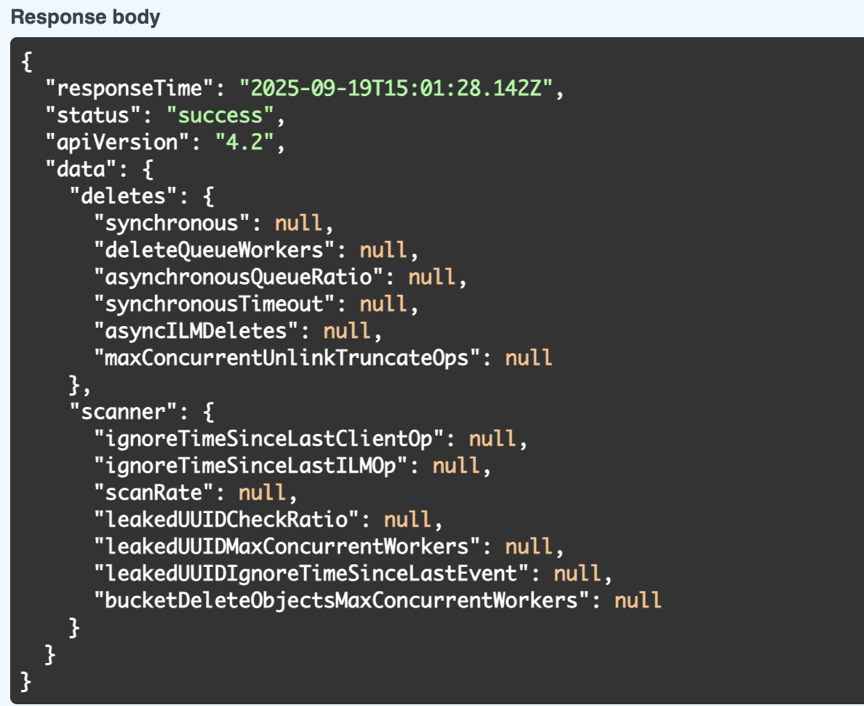 Response body
{
  "responseTime": "2025-09-19T15:01:28.142Z",
  "status": "success",
  "apiVersion": "4.2",
  "data": {
    "deletes": {
      "synchronous": null,
      "deleteQueueWorkers": null,
      "asynchronousQueueRatio": null,
      "synchronousTimeout": null,
      "asyncILMDeletes": null,
      "maxConcurrentUnlinkTruncateOps": null
    },
    "scanner": {
      "ignoreTimeSinceLastClientOp": null,
      "ignoreTimeSinceLastILMOp": null,
      "scanRate": null,
      "leakedUUIDCheckRatio": null,
      "leakedUUIDMaxConcurrentWorkers": null,
      "leakedUUIDIgnoreTimeSinceLastEvent": null,
      "bucketDeleteObjectsMaxConcurrentWorkers": null
    }
  }
}